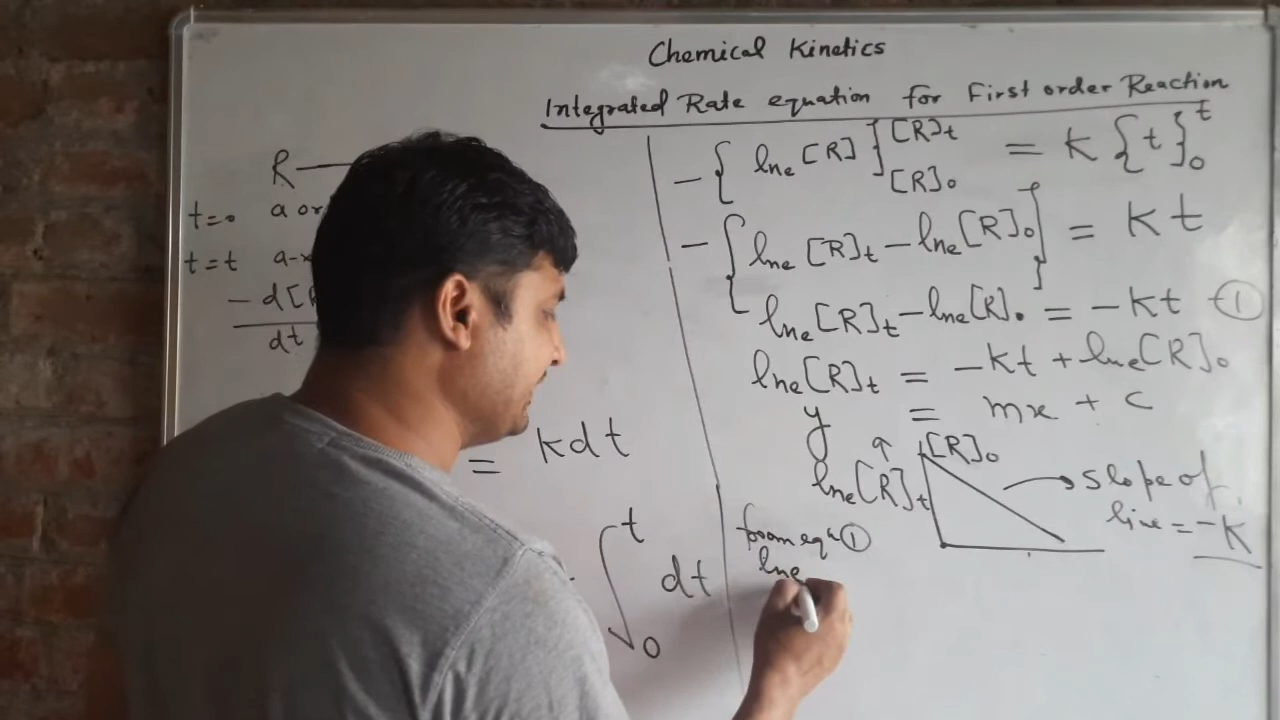 Chemical Kinetics
Integrated Rate equation for First order Reaction
R
t=0 a or
t=t a-x
-d[R
dt
= Kdt
∫₀ᵗ dt
-{lnₑ[R]}[R]t [R]₀ = K{t}₀ᵗ
-{lnₑ[R]t - lnₑ[R]₀} = Kt
lnₑ[R]t - lnₑ[R]₀ = -Kt -①
lnₑ[R]t = -Kt + lnₑ[R]₀
y = mx + c
lnₑ[R]t ↑ [R]₀ → slope of line = -K
from eqn ①
lnₑ